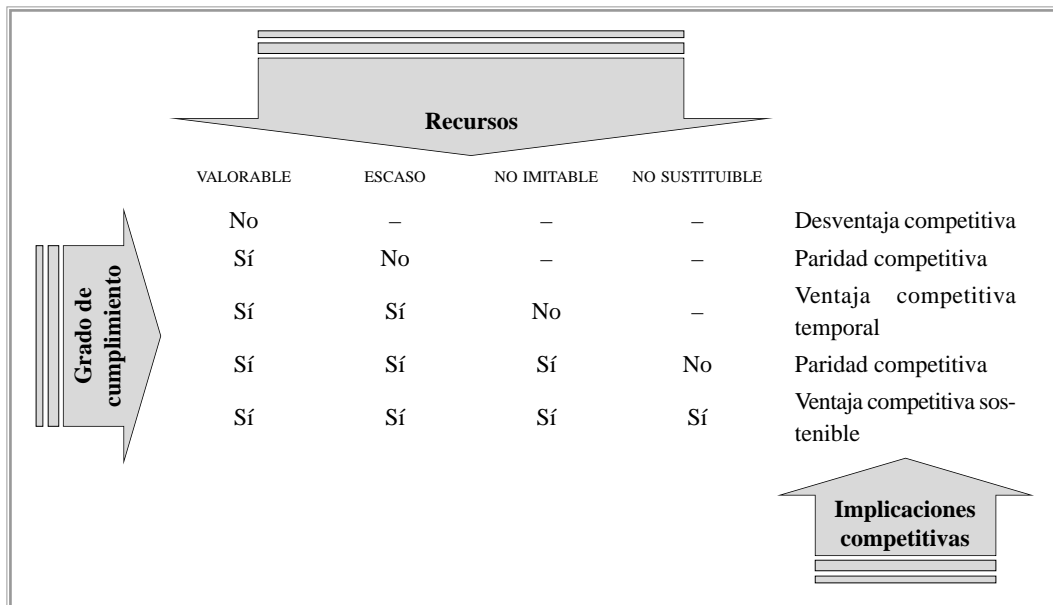 Recursos
VALORABLE ESCASO NO IMITABLE NO SUSTITUIBLE
No – – – Desventaja competitiva
Sí No – – Paridad competitiva
Sí Sí No – Ventaja competitiva
temporal
Sí Sí Sí No Paridad competitiva
Sí Sí Sí Sí Ventaja competitiva sos-
tenible
Grado de
cumplimiento
Implicaciones
competitivas